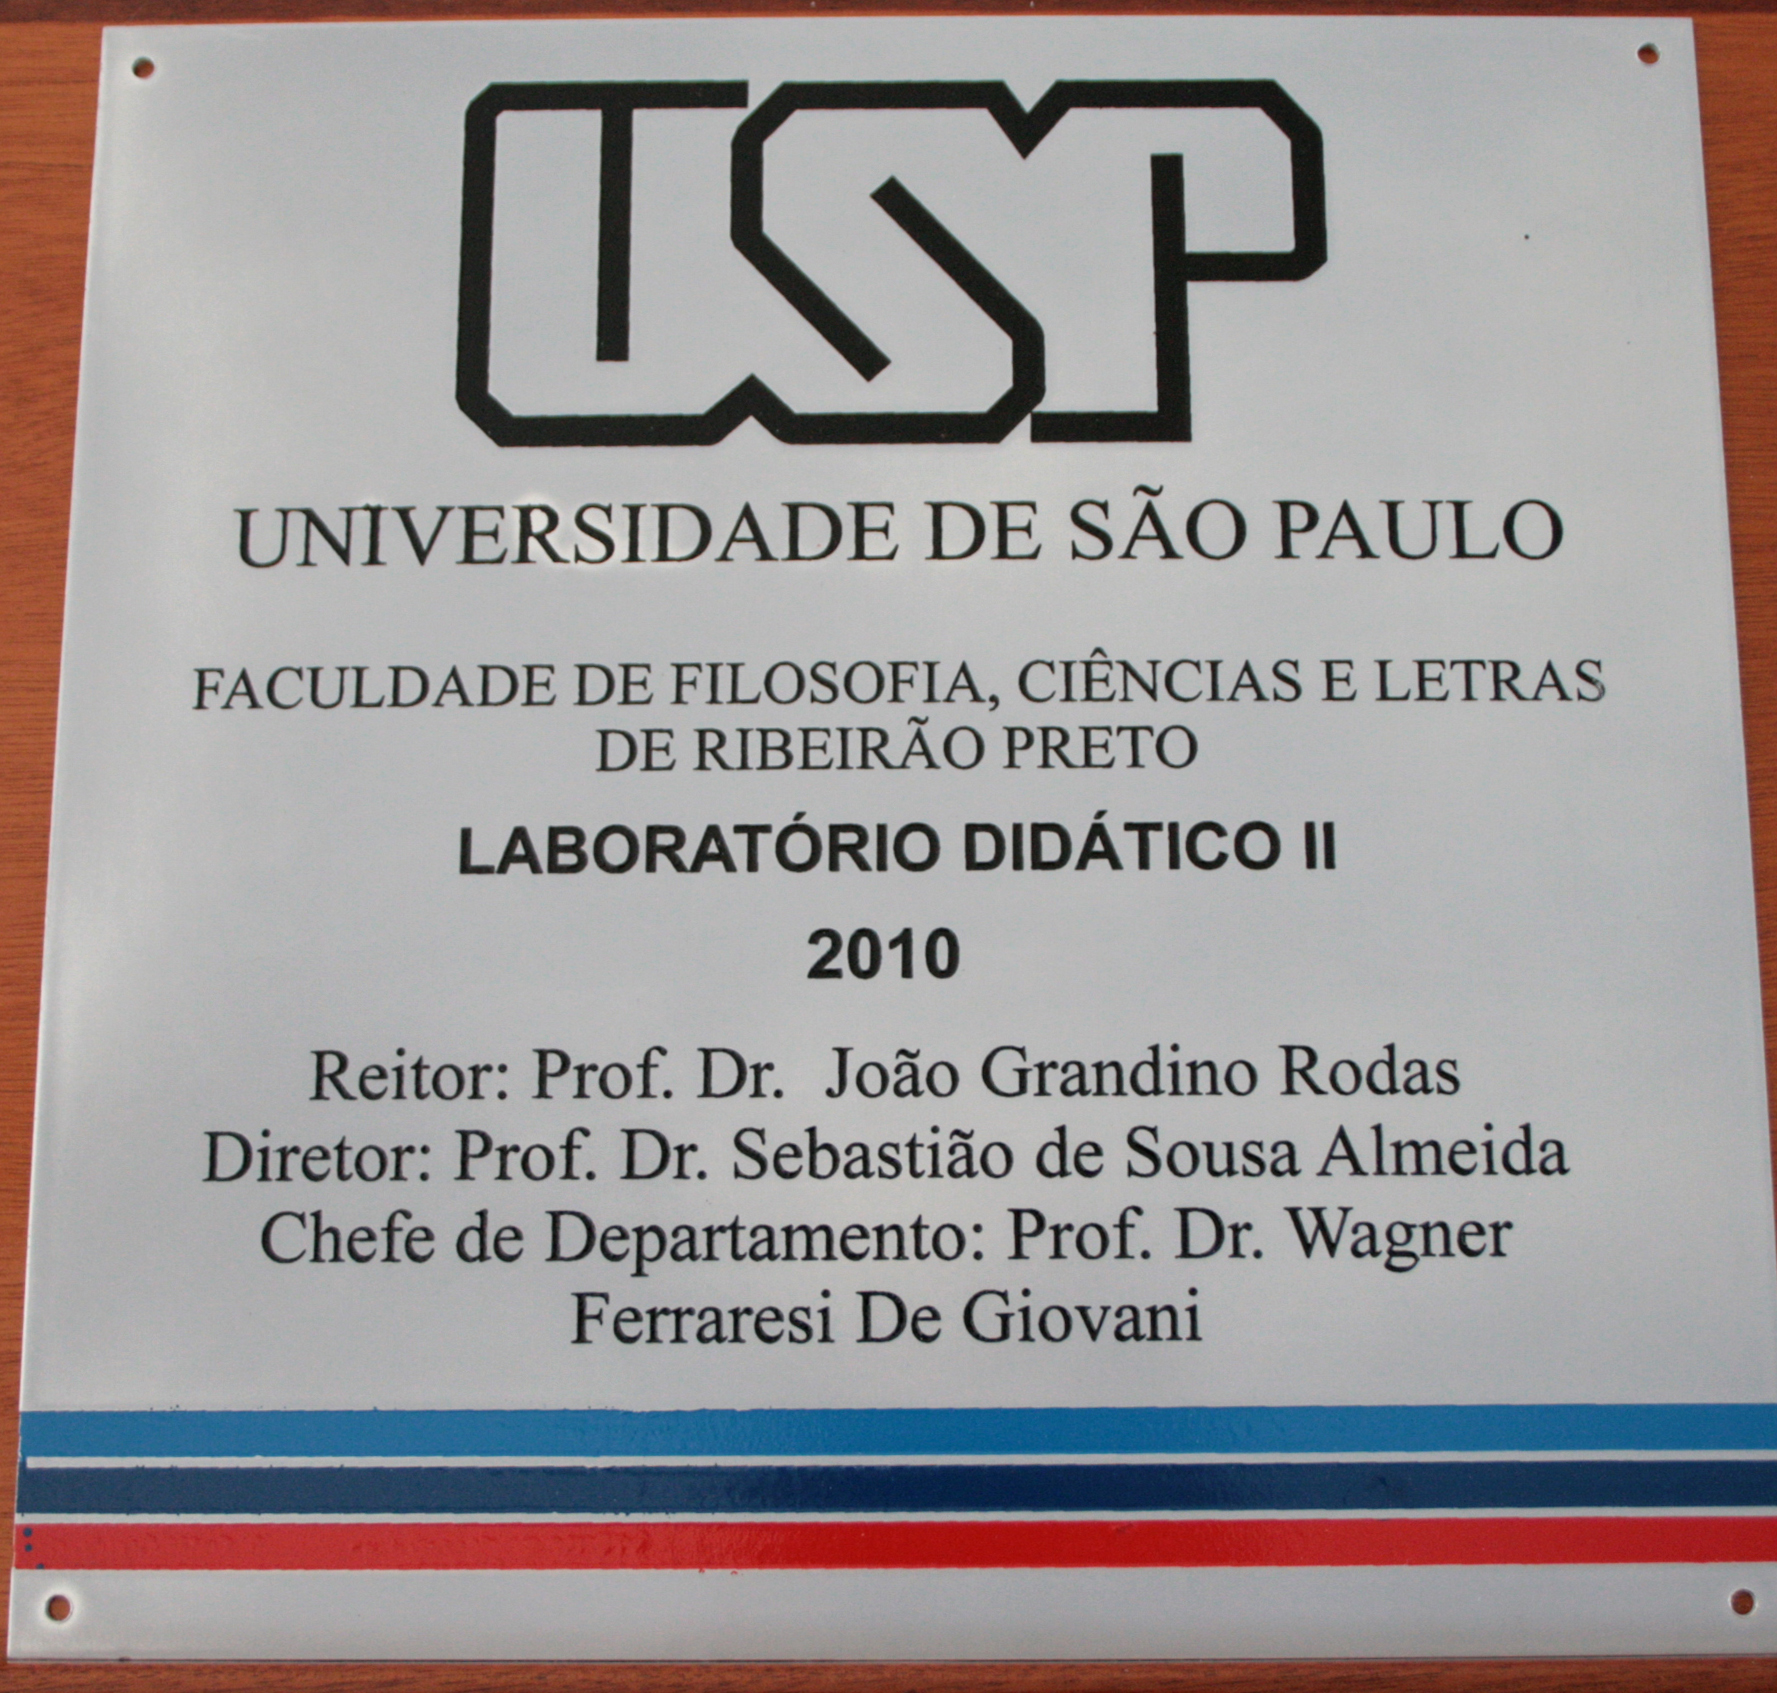 USP
UNIVERSIDADE DE SÃO PAULO
FACULDADE DE FILOSOFIA, CIÊNCIAS E LETRAS
DE RIBEIRÃO PRETO
LABORATÓRIO DIDÁTICO II
2010
Reitor: Prof. Dr. João Grandino Rodas
Diretor: Prof. Dr. Sebastião de Sousa Almeida
Chefe de Departamento: Prof. Dr. Wagner
Ferraresi De Giovani